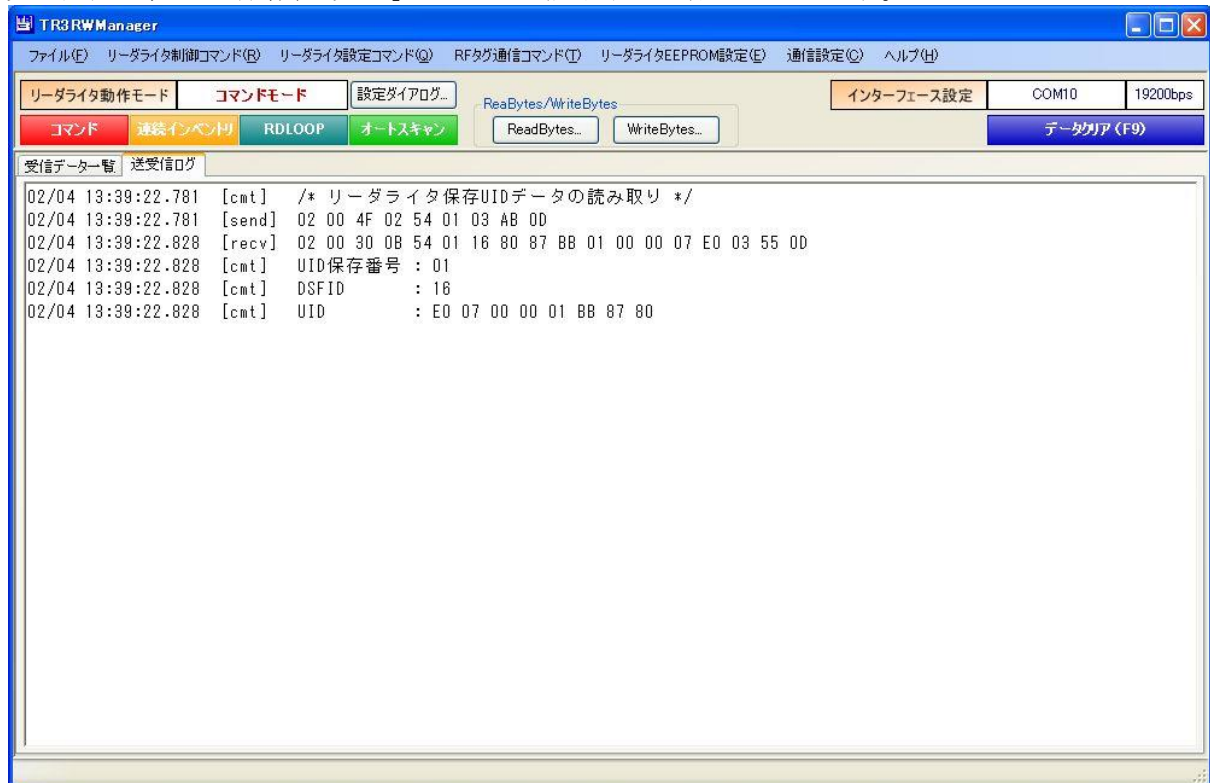 TR3RWManager
ファイル(F) リーダライタ制御コマンド(R) リーダライタ設定コマンド(Q) RFタグ通信コマンド(T) リーダライタEEPROM設定(E) 通信設定(C) ヘルプ(H)
リーダライタ動作モード コマンドモード 設定ダイアログ... ReaBytes/WriteBytes インターフェース設定 COM10 19200bps
コマンド 連続インベントリ RDLOOP オートスキャン ReadBytes... WriteBytes... データクリア(F9)
受信データ一覧 送受信ログ
02/04 13:39:22.781 [cmt] /* リーダライタ保存UIDデータの読み取り */
02/04 13:39:22.781 [send] 02 00 4F 02 54 01 03 AB 0D
02/04 13:39:22.828 [recv] 02 00 30 0B 54 01 16 80 87 BB 01 00 00 07 E0 03 55 0D
02/04 13:39:22.828 [cmt] UID保存番号 : 01
02/04 13:39:22.828 [cmt] DSFID : 16
02/04 13:39:22.828 [cmt] UID : E0 07 00 00 01 BB 87 80